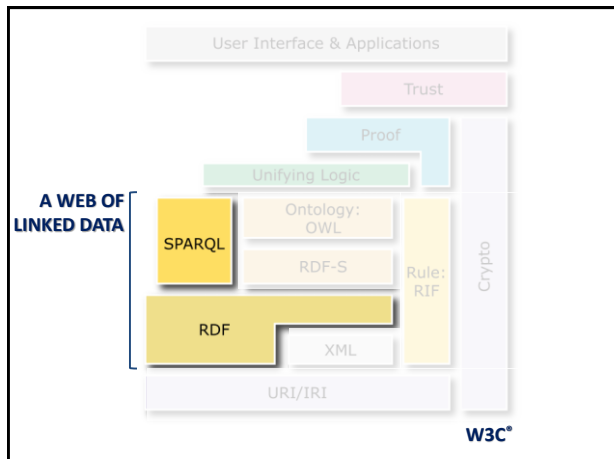 User Interface & Applications
Trust
Proof
Unifying Logic
A WEB OF
LINKED DATA
SPARQL
Ontology:
OWL
RDF-S
Rule:
RIF
Crypto
RDF
XML
URI/IRI
W3C®